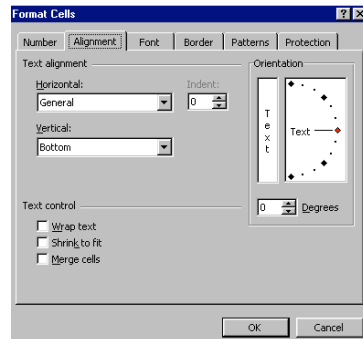 Format Cells
Number Alignment Font Border Patterns Protection
Text alignment
Horizontal:
General
Indent:
0
Vertical:
Bottom
Text control
Wrap text
Shrink to fit
Merge cells
Orientation
Text
Text
0 Degrees
OK Cancel